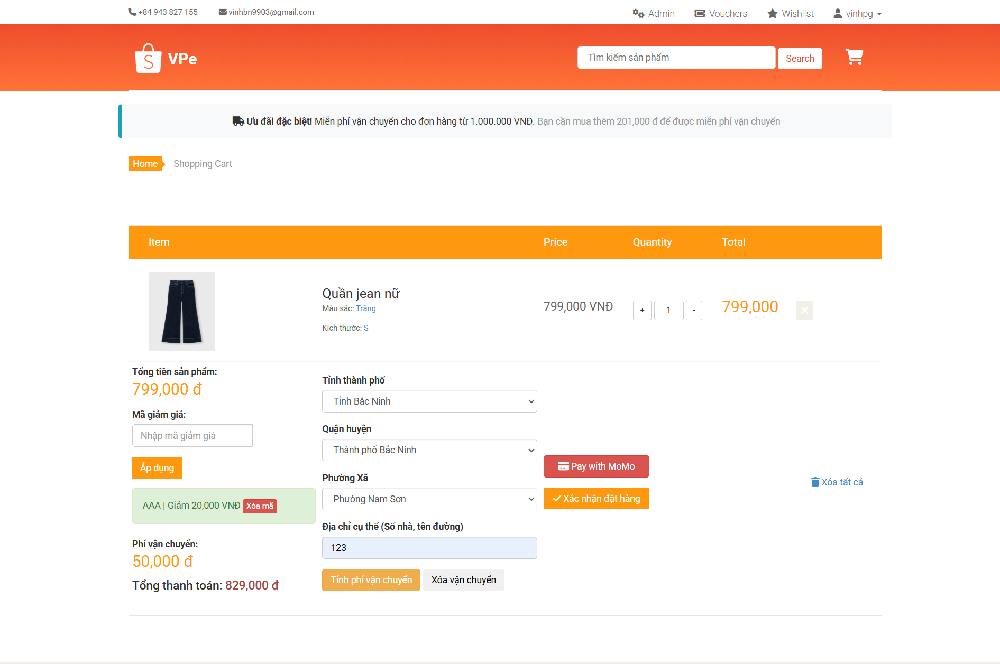 +84 943 827 155 vinhbn9903@gmail.com Admin Vouchers Wishlist vinhpg
S VPe Tìm kiếm sản phẩm Search
Ưu đãi đặc biệt! Miễn phí vận chuyển cho đơn hàng từ 1.000.000 VNĐ. Bạn cần mua thêm 201,000 đ để được miễn phí vận chuyển
Home Shopping Cart
Item Price Quantity Total
Quần jean nữ
Màu sắc: Trắng
Kích thước: S
799,000 VNĐ + 1 - 799,000
Tổng tiền sản phẩm:
799,000 đ
Mã giảm giá:
Nhập mã giảm giá
Áp dụng
AAA | Giảm 20,000 VNĐ Xóa mã
Phí vận chuyển:
50,000 đ
Tổng thanh toán: 829,000 đ
Tỉnh thành phố
Tỉnh Bắc Ninh
Quận huyện
Thành phố Bắc Ninh
Phường Xã
Phường Nam Sơn
Địa chỉ cụ thể (Số nhà, tên đường)
123
Tính phí vận chuyển Xóa vận chuyển
Pay with MoMo
Xác nhận đặt hàng
Xóa tất cả